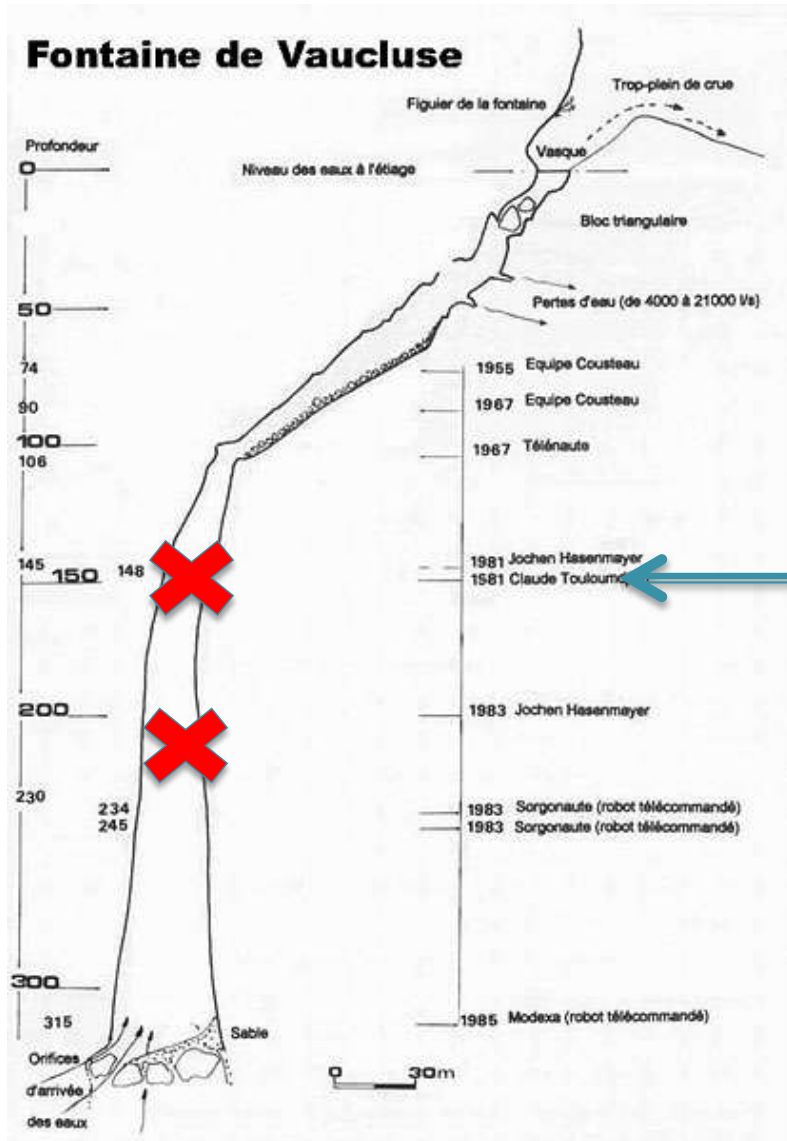 Fontaine de Vaucluse
Trop-plein de crue
Figuier de la fontaine
Profondeur
Vasque
0
Niveau des eaux à l'étiage
Bloc triangulaire
50
Pertes d'eau (de 4000 à 21000 l/s)
74
1955 Equipe Cousteau
90
1967 Equipe Cousteau
100
106
1967 Télénaute
145
148
1981 Jochen Hasenmayer
150
1581 Claude
200
1983 Jochen Hasenmayer
230
234
1983 Sorgonaute (robot télécommandé)
245
1983 Sorgonaute (robot télécommandé)
300
315
1985 Modexa (robot télécommandé)
Sable
Orifices
d'arrivée
des eaux
0 30m